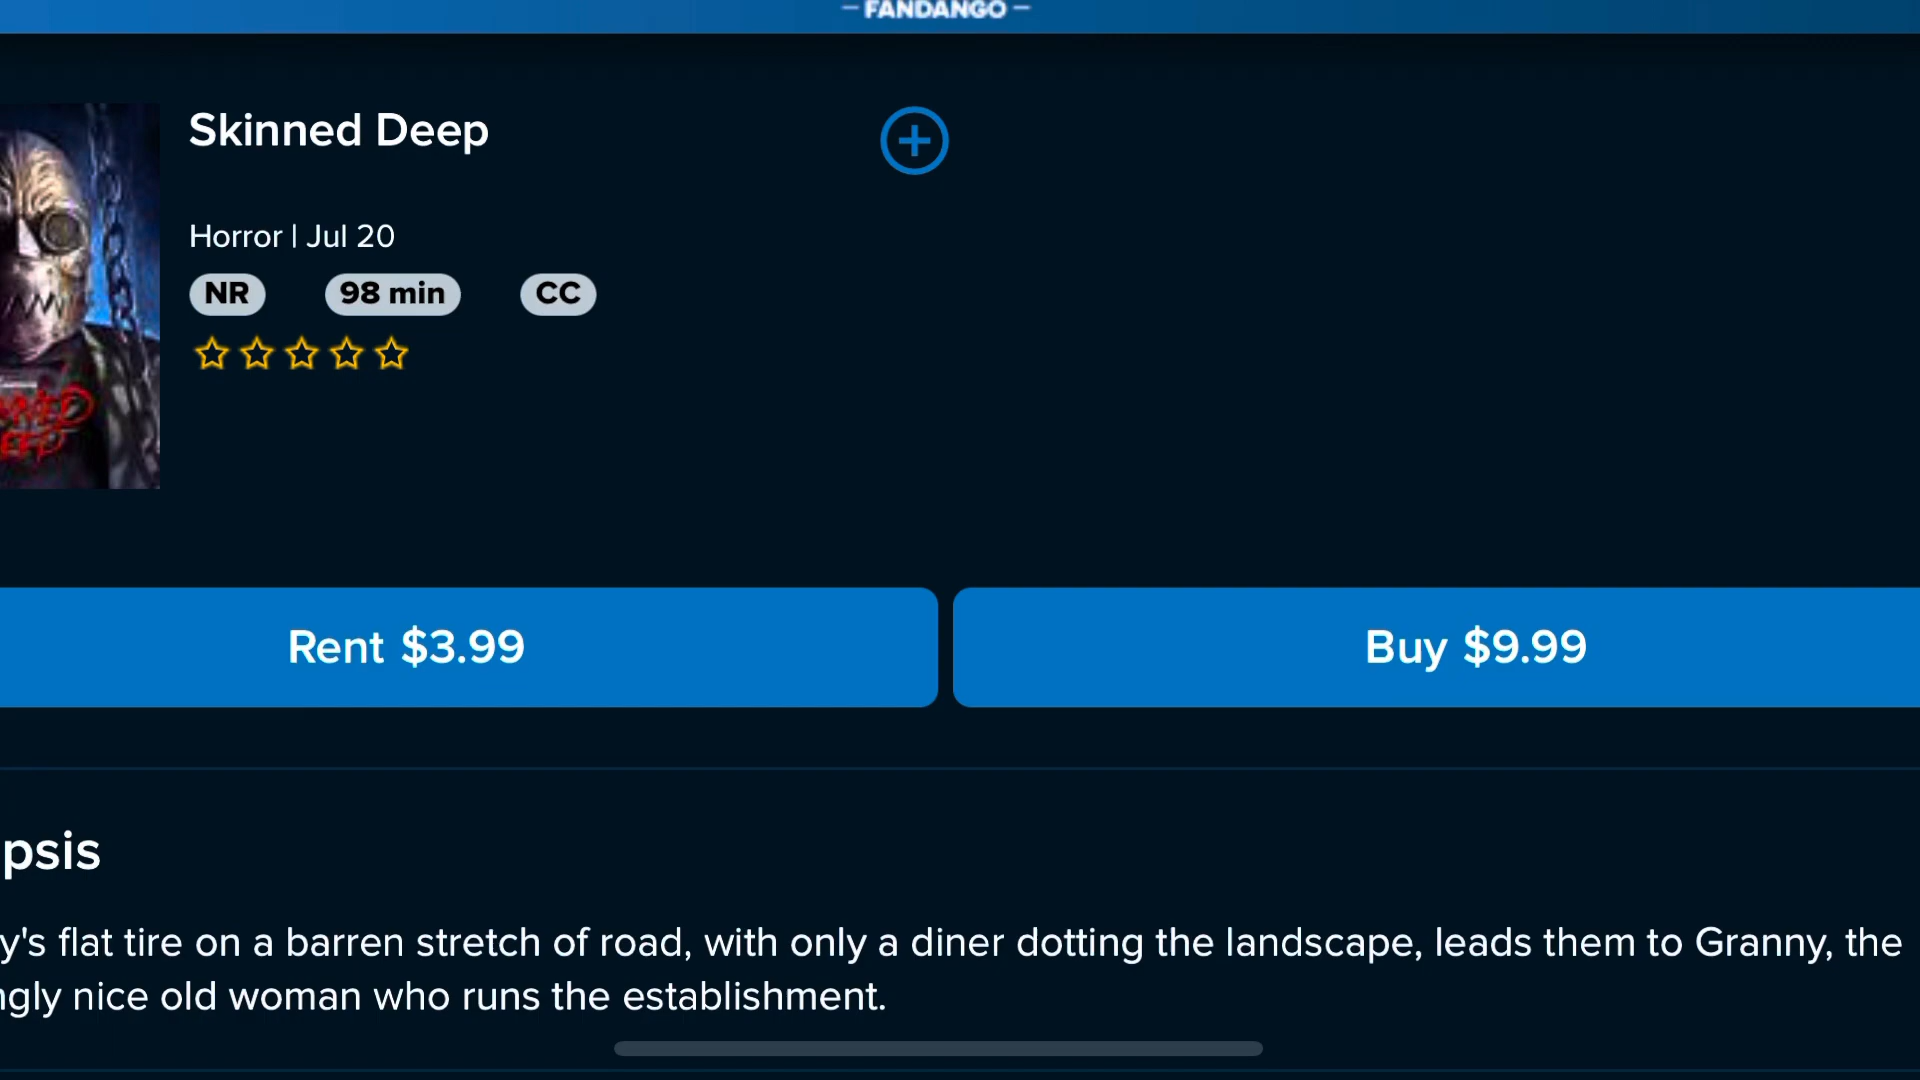 FANDANGO
Skinned Deep
Horror | Jul 20
NR 98 min CC
Rent $3.99
Buy $9.99
psis
y's flat tire on a barren stretch of road, with only a diner dotting the landscape, leads them to Granny, the
ngly nice old woman who runs the establishment.